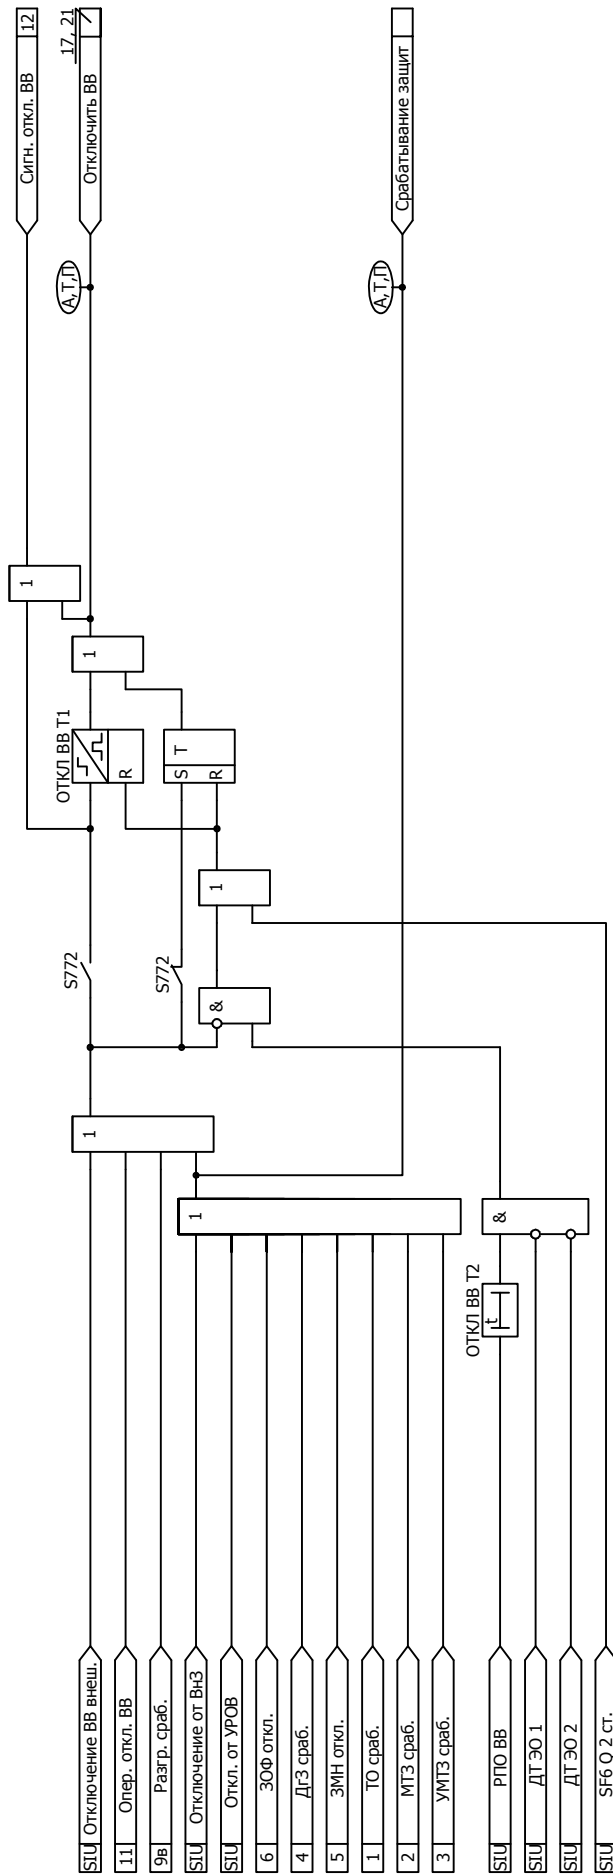 12 Сигн. откл. ВВ
17, 21
Отключить ВВ
А,Т,П
Срабатывание защит
А,Т,П
1
1
ОТКЛ ВВ Т1
R
T
S
R
1
S772
S772
&
1
1
&
ОТКЛ ВВ Т2
t
SIU Отключение ВВ внеш.
11 Опер. откл. ВВ
9в Разгр. сраб.
SIU Отключение от ВнЗ
SIU Откл. от УРОВ
6 ЗОФ откл.
4 ДгЗ сраб.
5 ЗМН откл.
1 ТО сраб.
2 МТЗ сраб.
3 УМТЗ сраб.
SIU РПО ВВ
SIU ДТ ЭО 1
SIU ДТ ЭО 2
SIU SF6 Q 2 ст.